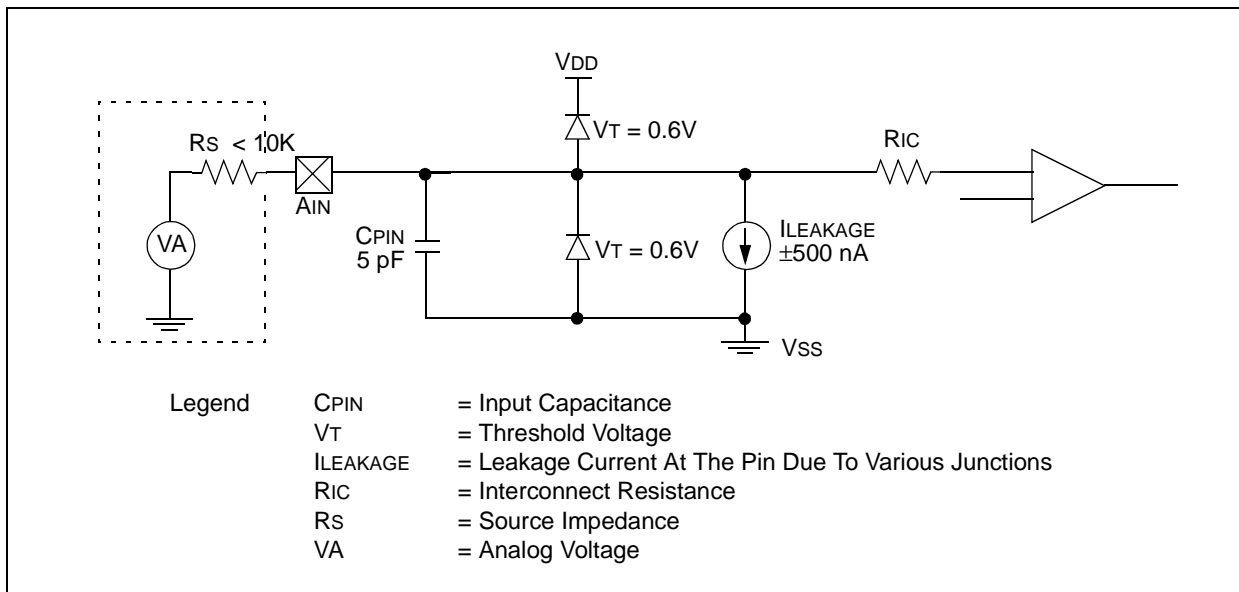 VDD
VT = 0.6V
RS < 10K
RIC
AIN
VA
CPIN
5 pF
VT = 0.6V
ILEAKAGE
±500 nA
VSS
Legend CPIN = Input Capacitance
VT = Threshold Voltage
ILEAKAGE = Leakage Current At The Pin Due To Various Junctions
RIC = Interconnect Resistance
RS = Source Impedance
VA = Analog Voltage